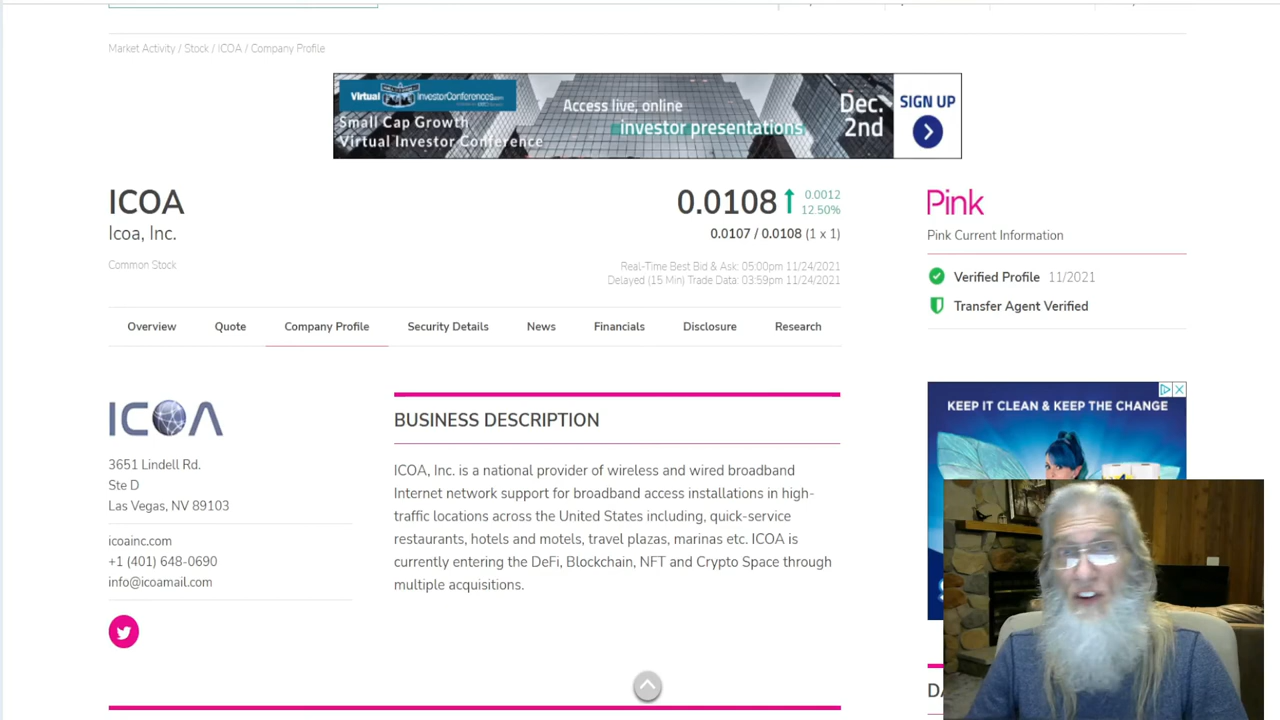 Market Activity / Stock / ICOA / Company Profile
Virtual InvestorConferences.com
Small Cap Growth
Virtual Investor Conference
Access live, online
investor presentations
Dec.
2nd
SIGN UP
ICOA
Icoa, Inc.
Common Stock
0.0108
0.0012
12.50%
0.0107 / 0.0108 (1 x 1)
Real-Time Best Bid & Ask: 05:00pm 11/24/2021
Delayed (15 Min) Trade Data: 03:59pm 11/24/2021
Pink
Pink Current Information
Verified Profile 11/2021
Transfer Agent Verified
Overview Quote Company Profile Security Details News Financials Disclosure Research
ICOA
3651 Lindell Rd.
Ste D
Las Vegas, NV 89103
icoainc.com
+1 (401) 648-0690
info@icoamail.com
BUSINESS DESCRIPTION
ICOA, Inc. is a national provider of wireless and wired broadband
Internet network support for broadband access installations in high-
traffic locations across the United States including, quick-service
restaurants, hotels and motels, travel plazas, marinas etc. ICOA is
currently entering the DeFi, Blockchain, NFT and Crypto Space through
multiple acquisitions.
KEEP IT CLEAN & KEEP THE CHANGE